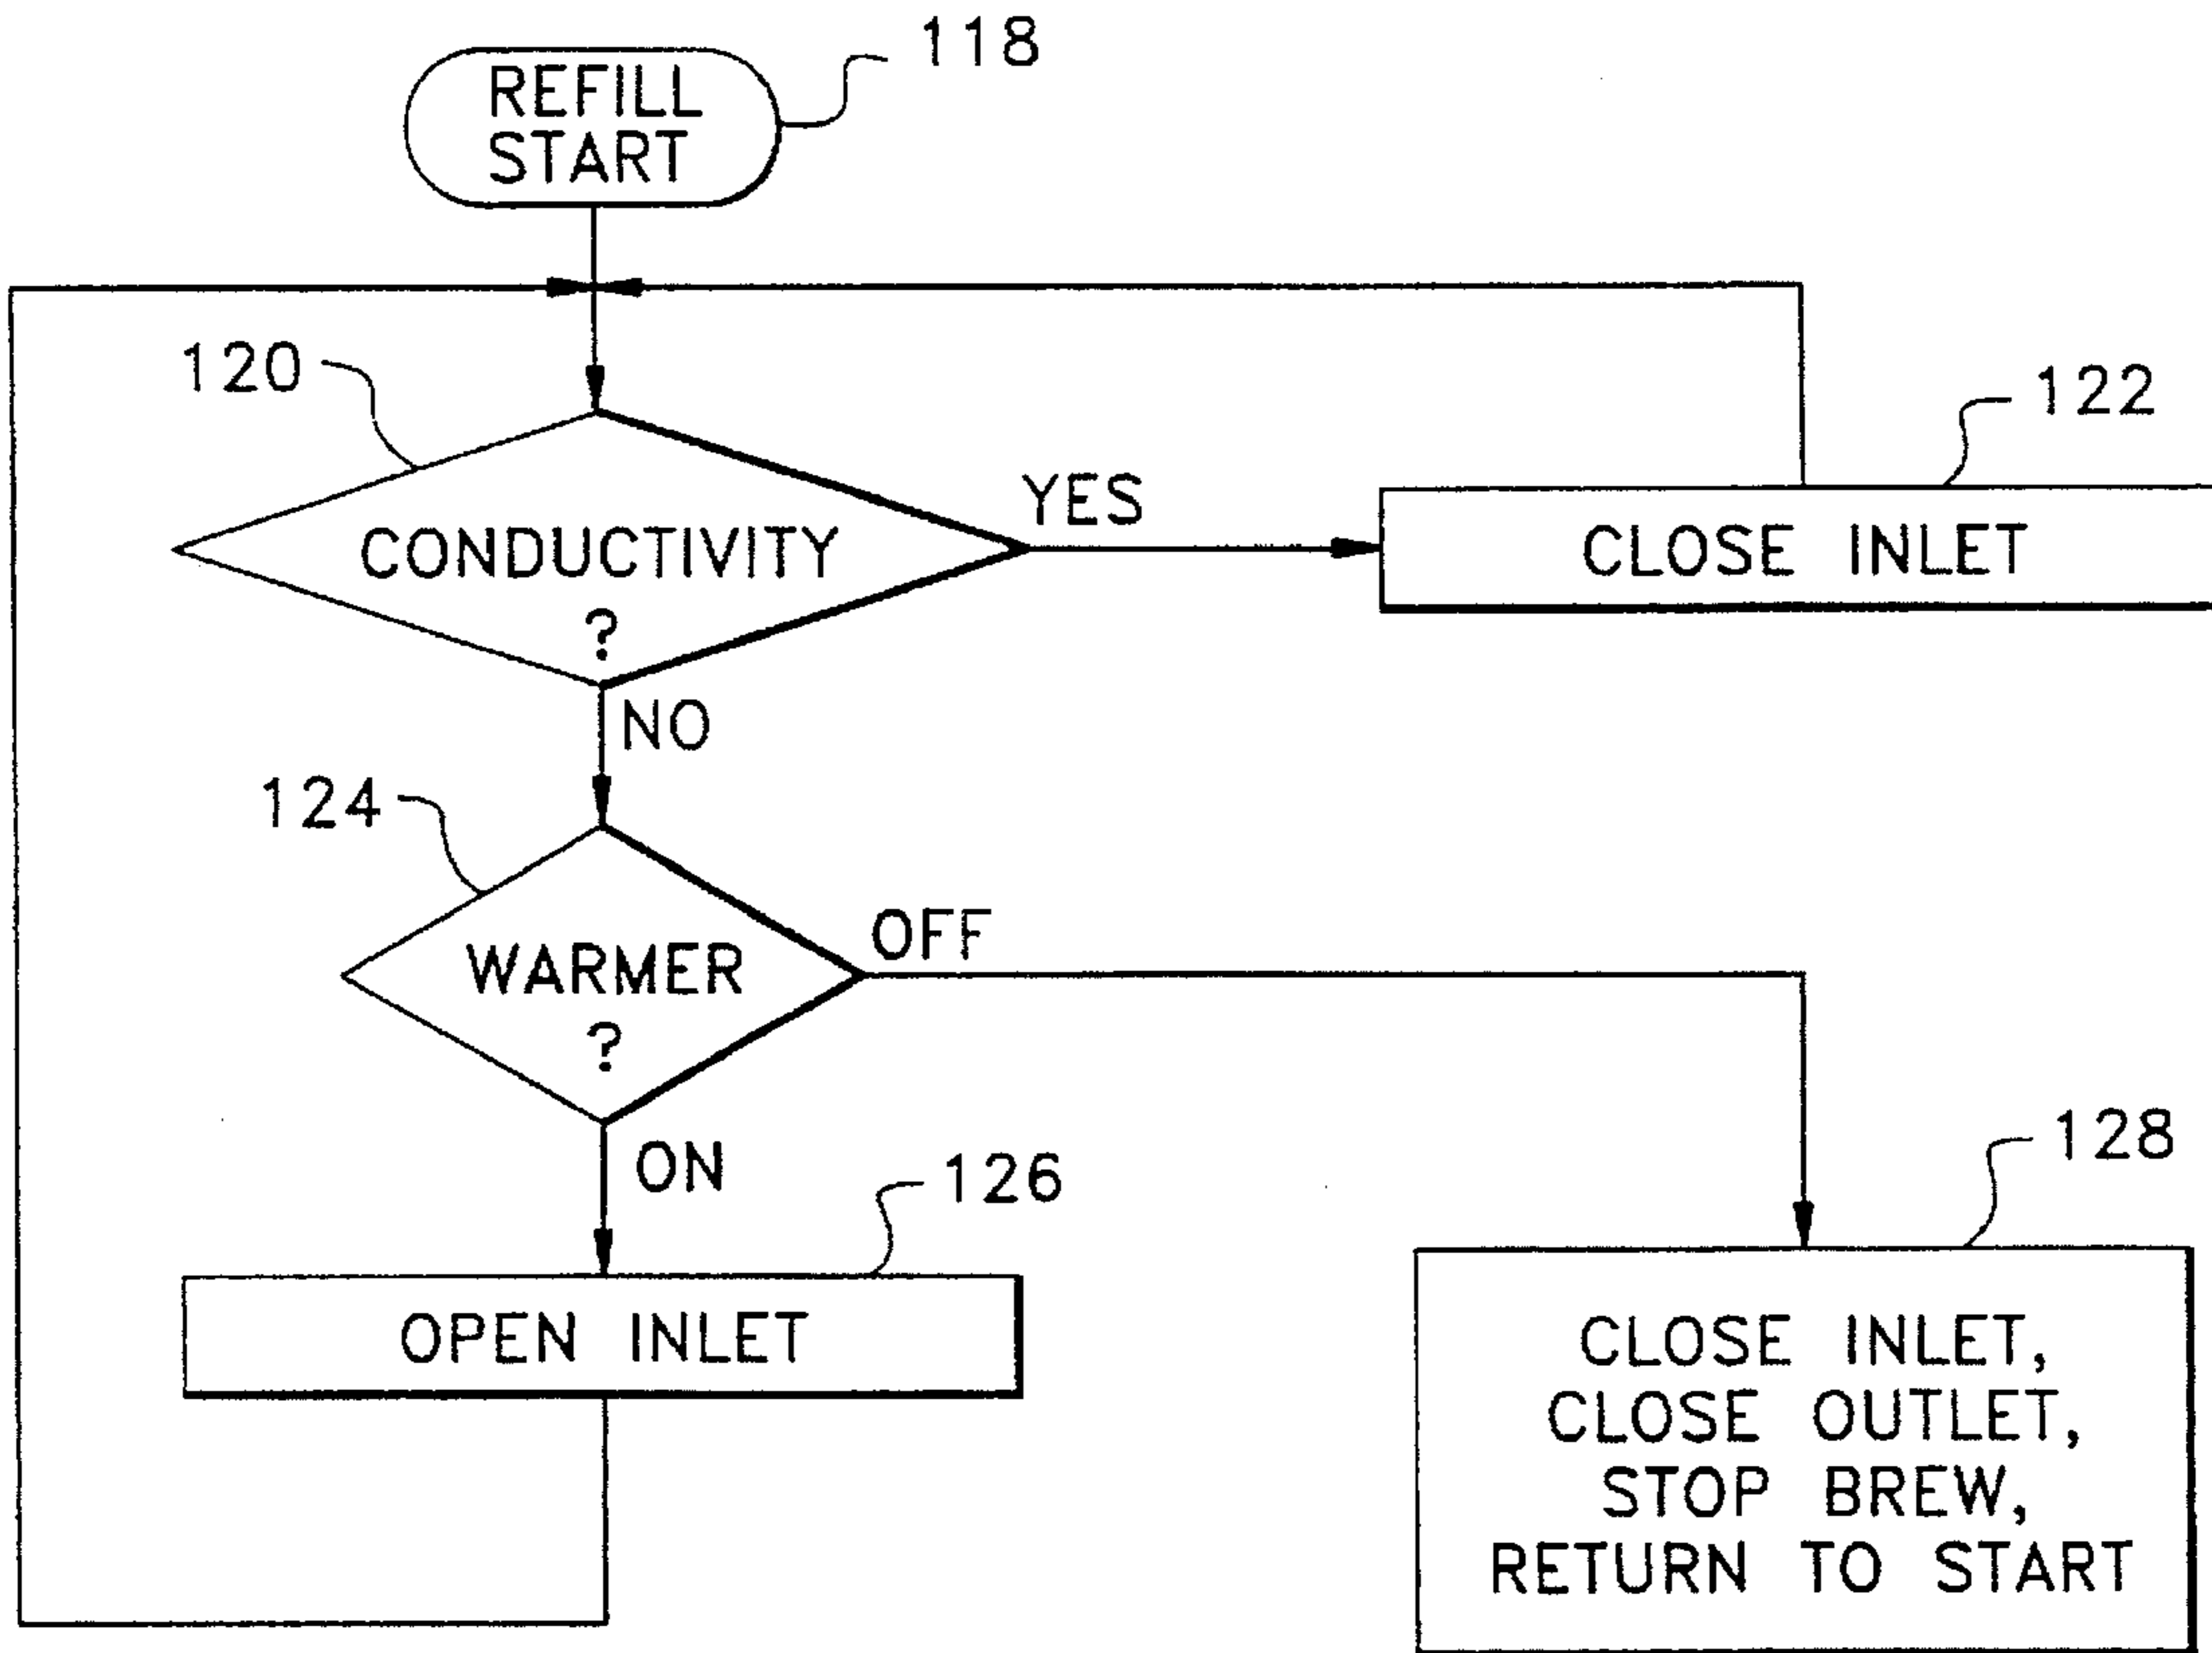 118
REFILL
START
120
122
YES
CONDUCTIVITY
?
CLOSE INLET
NO
124
OFF
WARMER
?
128
ON
126
OPEN INLET
CLOSE INLET,
CLOSE OUTLET,
STOP BREW,
RETURN TO START